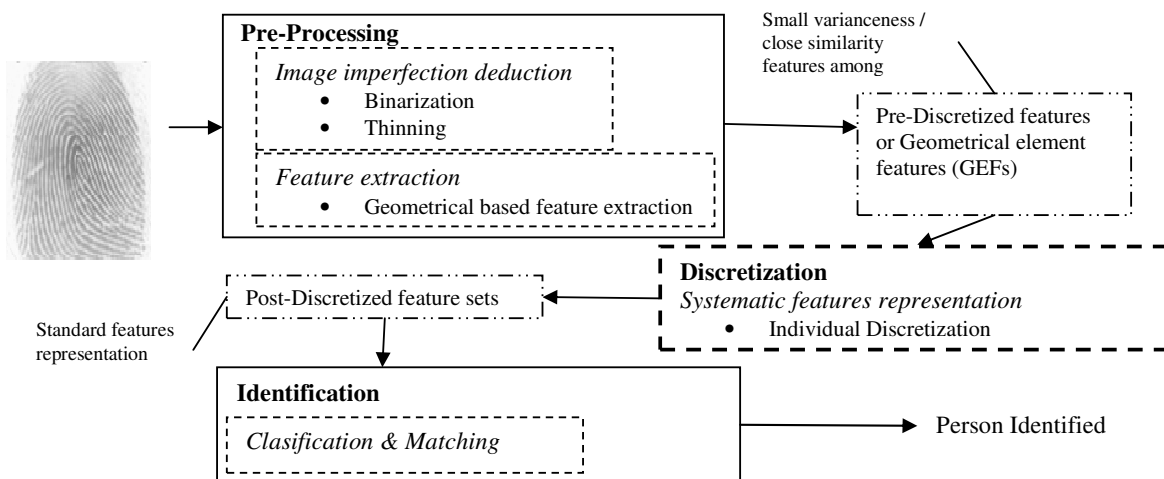 Pre-Processing
Image imperfection deduction
• Binarization
• Thinning
Feature extraction
• Geometrical based feature extraction
Small varianceness /
close similarity
features among
Pre-Discretized features
or Geometrical element
features (GEFs)
Discretization
Systematic features representation
• Individual Discretization
Post-Discretized feature sets
Standard features
representation
Identification
Clasification & Matching
Person Identified